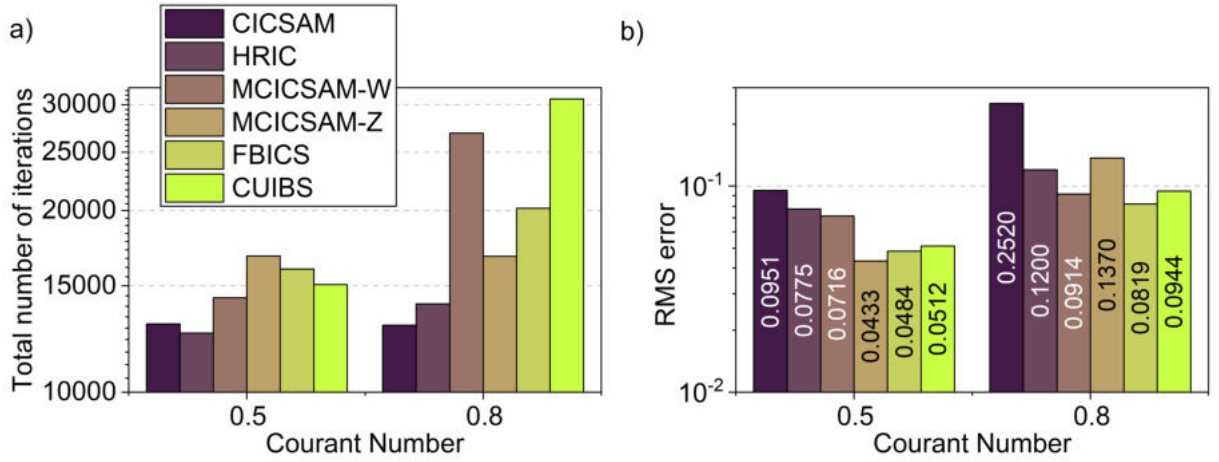 a)
CICSAM
HRIC
MCICSAM-W
MCICSAM-Z
FBICS
CUIBS
Total number of iterations
30000
25000
20000
15000
10000
0.5
0.8
Courant Number
b)
RMS error
10⁻¹
10⁻²
0.0951
0.0775
0.0716
0.0433
0.0484
0.0512
0.2520
0.1200
0.0914
0.1370
0.0819
0.0944
0.5
0.8
Courant Number